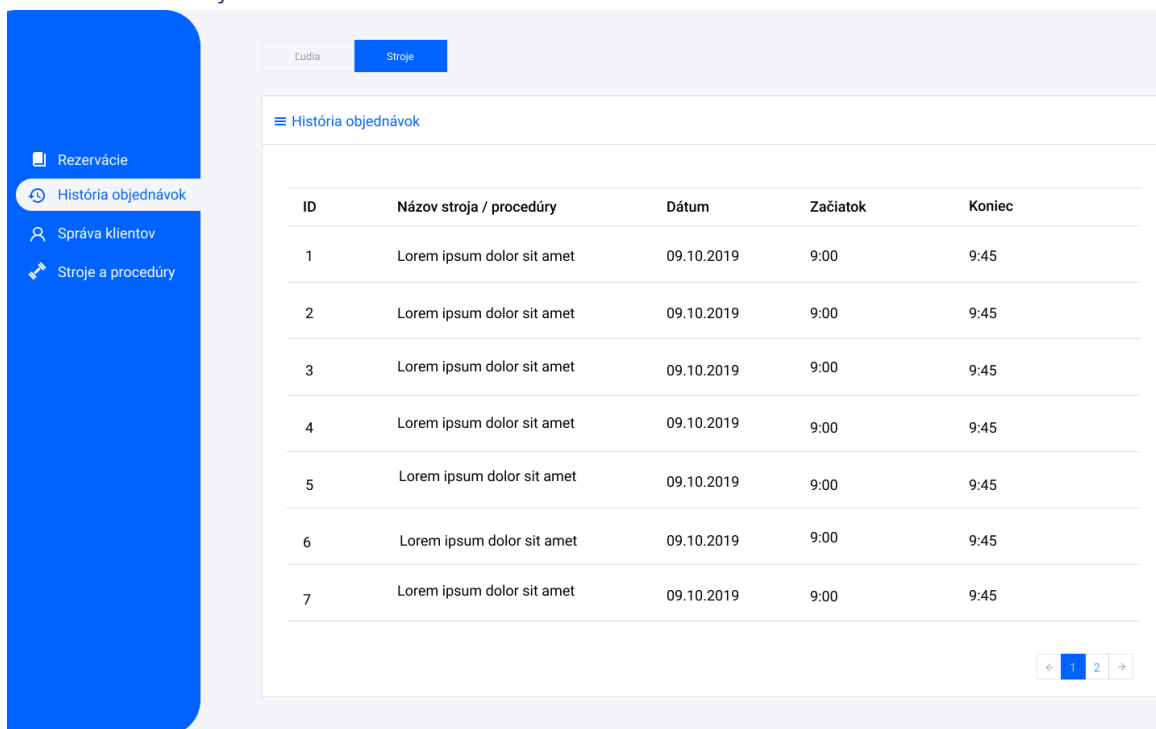 Ľudia Stroje
História objednávok
Rezervácie
História objednávok
Správa klientov
Stroje a procedúry
ID Názov stroja / procedúry Dátum Začiatok Koniec
1 Lorem ipsum dolor sit amet 09.10.2019 9:00 9:45
2 Lorem ipsum dolor sit amet 09.10.2019 9:00 9:45
3 Lorem ipsum dolor sit amet 09.10.2019 9:00 9:45
4 Lorem ipsum dolor sit amet 09.10.2019 9:00 9:45
5 Lorem ipsum dolor sit amet 09.10.2019 9:00 9:45
6 Lorem ipsum dolor sit amet 09.10.2019 9:00 9:45
7 Lorem ipsum dolor sit amet 09.10.2019 9:00 9:45
← 1 2 →